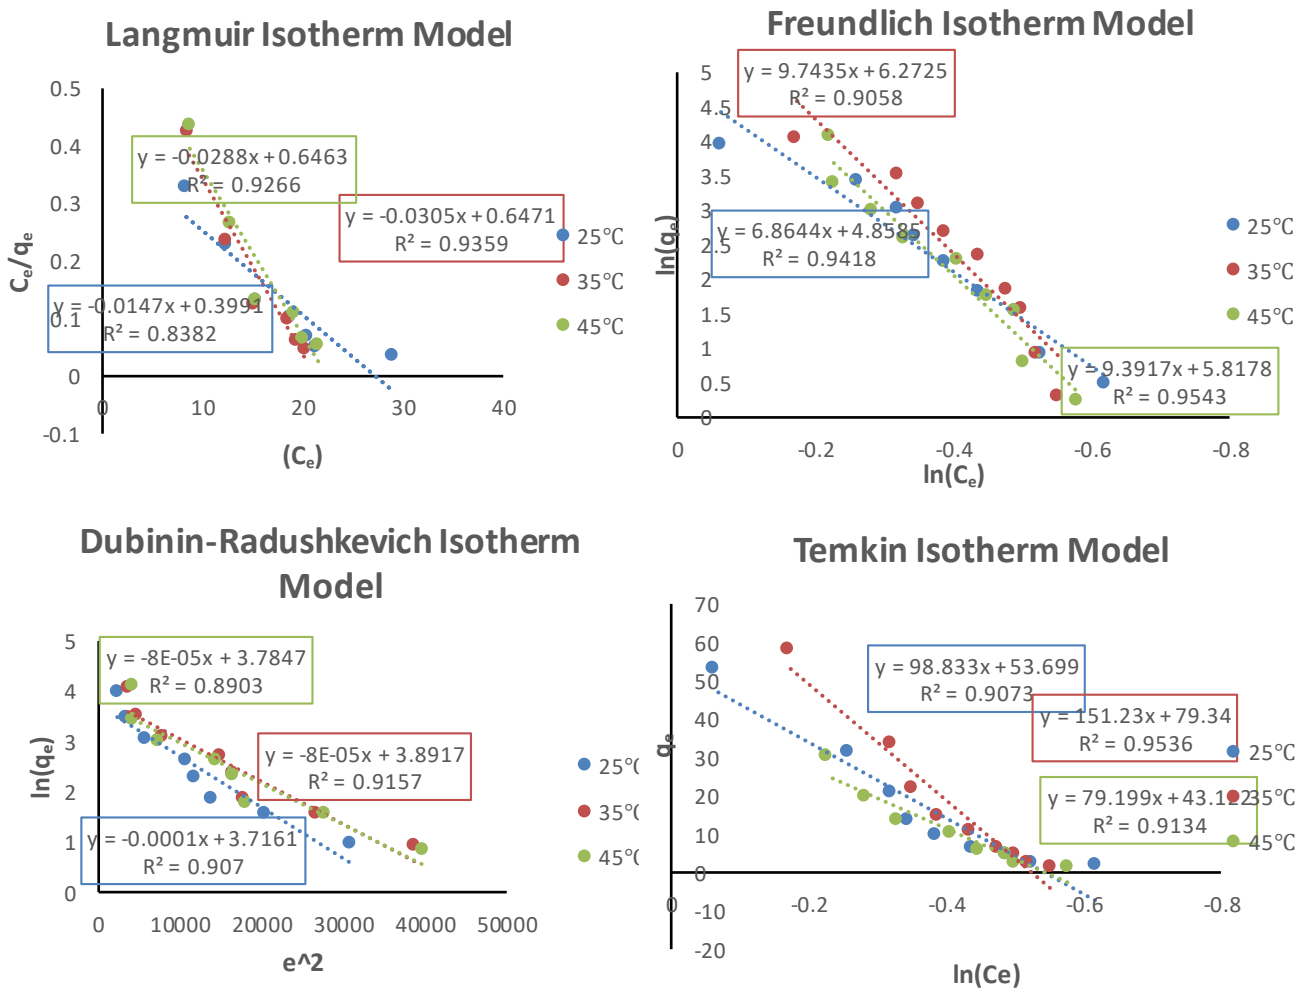 Langmuir Isotherm Model
0.5
0.4
0.3
0.2
0.1
0
-0.1
0
10
20
30
40
Cₑ/qₑ
(Cₑ)
y = -0.0288x + 0.6463
R² = 0.9266
y = -0.0305x + 0.6471
R² = 0.9359
y = -0.0147x + 0.3991
R² = 0.8382
25℃
35℃
45℃
Freundlich Isotherm Model
5
4.5
4
3.5
3
2.5
2
1.5
1
0.5
0
0
-0.2
-0.4
-0.6
-0.8
ln(qₑ)
ln(Cₑ)
y = 9.7435x + 6.2725
R² = 0.9058
y = 6.8644x + 4.8585
R² = 0.9418
y = 9.3917x + 5.8178
R² = 0.9543
25℃
35℃
45℃
Dubinin-Radushkevich Isotherm
Model
5
4
3
2
1
0
0
10000
20000
30000
40000
50000
ln(qₑ)
e^2
y = -8E-05x + 3.7847
R² = 0.8903
y = -8E-05x + 3.8917
R² = 0.9157
y = -0.0001x + 3.7161
R² = 0.907
25
35
45
Temkin Isotherm Model
70
60
50
40
30
20
10
0
-10
-20
0
-0.2
-0.4
-0.6
-0.8
qₑ
ln(Ce)
y = 98.833x + 53.699
R² = 0.9073
y = 151.23x + 79.34
R² = 0.9536
y = 79.199x + 43.1
R² = 0.9134
25℃
35℃
45℃